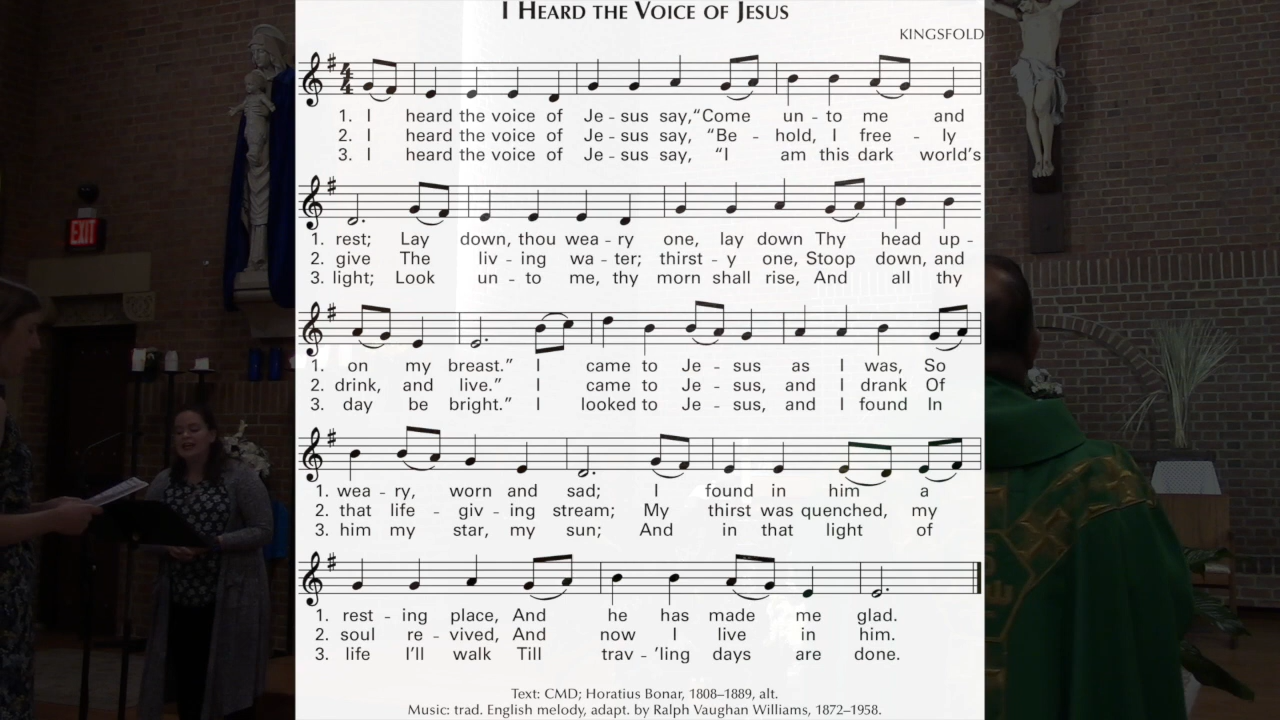 I HEARD THE VOICE OF JESUS
KINGSFOLD
1. I heard the voice of Je - sus say, “Come un - to me and
2. I heard the voice of Je - sus say, “Be - hold, I free - ly
3. I heard the voice of Je - sus say, “I am this dark world's
1. rest; Lay down, thou wea - ry one, lay down Thy head up -
2. give The liv - ing wa - ter; thirst - y one, Stoop down, and
3. light; Look un - to me, thy morn shall rise, And all thy
1. on my breast.” I came to Je - sus as I was, So
2. drink, and live.” I came to Je - sus, and I drank Of
3. day be bright.” I looked to Je - sus, and I found In
1. wea - ry, worn and sad; I found in him a
2. that life - giv - ing stream; My thirst was quenched, my
3. him my star, my sun; And in that light of
1. rest - ing place, And he has made me glad.
2. soul re - vived, And now I live in him.
3. life I'll walk Till trav - 'ling days are done.
Text: CMD; Horatius Bonar, 1808–1889, alt.
Music: trad. English melody, adapt. by Ralph Vaughan Williams, 1872–1958.
EXIT